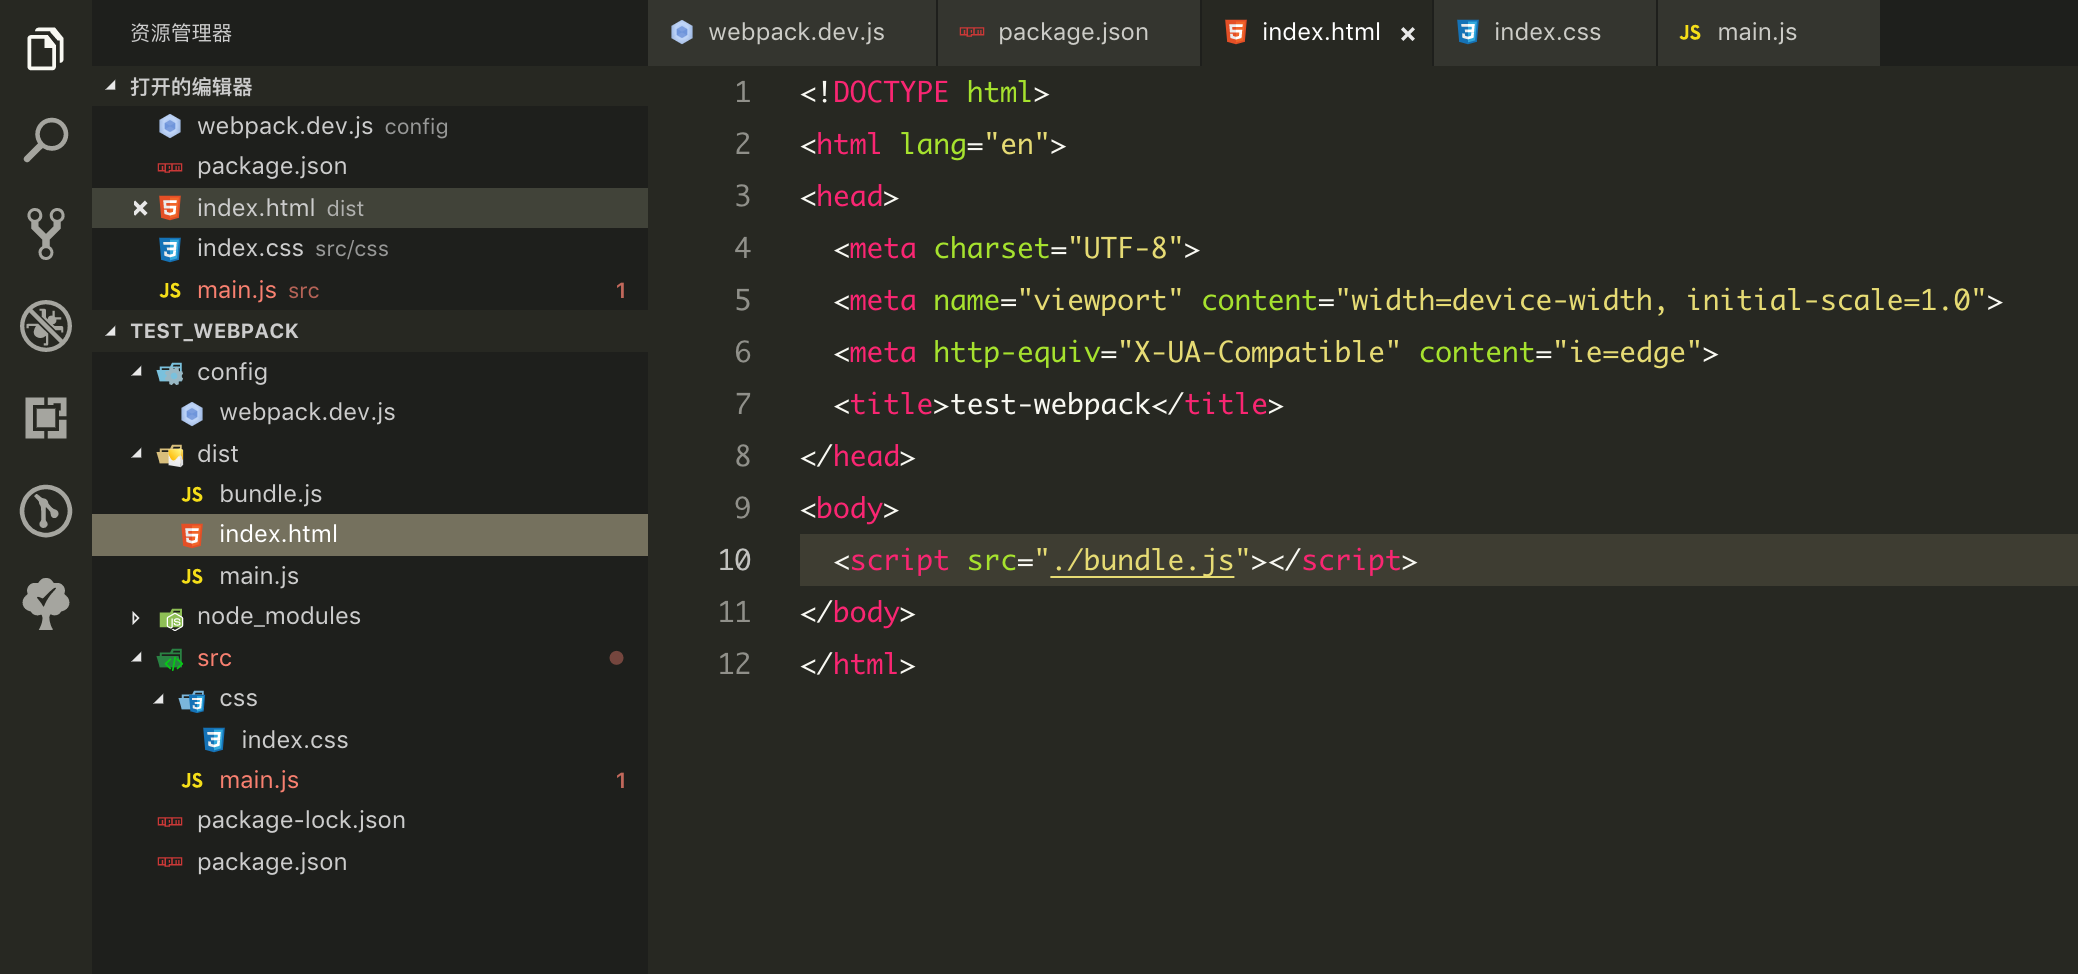 资源管理器
打开的编辑器
webpack.dev.js config
package.json
index.html dist
index.css src/css
JS main.js src 1
TEST_WEBPACK
config
webpack.dev.js
dist
JS bundle.js
index.html
JS main.js
node_modules
src
css
index.css
JS main.js 1
package-lock.json
package.json
webpack.dev.js
package.json
index.html
index.css
JS main.js
1 <!DOCTYPE html>
2 <html lang="en">
3 <head>
4 <meta charset="UTF-8">
5 <meta name="viewport" content="width=device-width, initial-scale=1.0">
6 <meta http-equiv="X-UA-Compatible" content="ie=edge">
7 <title>test-webpack</title>
8 </head>
9 <body>
10 <script src="./bundle.js"></script>
11 </body>
12 </html>